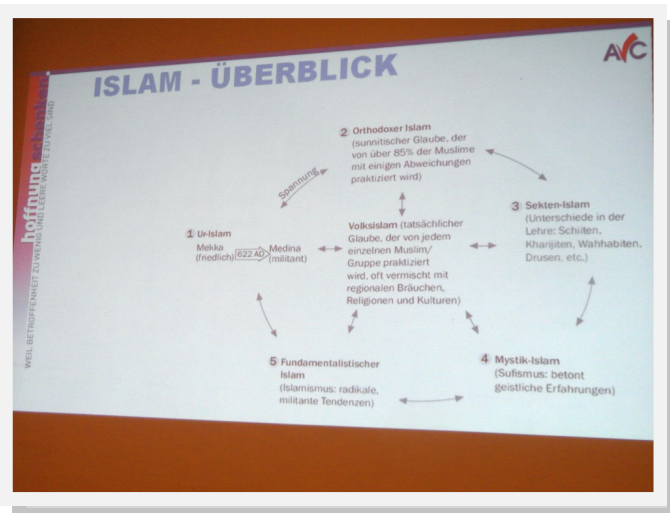 ISLAM - ÜBERBLICK
AVC
hoffnung schenken.
WEIL BETROFFENHEIT ZU WENIG UND LEERE WORTE ZU VIEL SIND
2 Orthodoxer Islam
(sunnitischer Glaube, der
von über 85% der Muslime
mit einigen Abweichungen
praktiziert wird)
Spannung
1 Ur-Islam
Mekka
(friedlich)
622 AD
Medina
(militant)
Volksislam (tatsächlicher
Glaube, der von jedem
einzelnen Muslim/
Gruppe praktiziert
wird, oft vermischt mit
regionalen Bräuchen,
Religionen und Kulturen)
3 Sekten-Islam
(Unterschiede in der
Lehre: Schiiten,
Kharijiten, Wahhabiten,
Drusen, etc.)
5 Fundamentalistischer
Islam
(Islamismus: radikale,
militante Tendenzen)
4 Mystik-Islam
(Sufismus: betont
geistliche Erfahrungen)